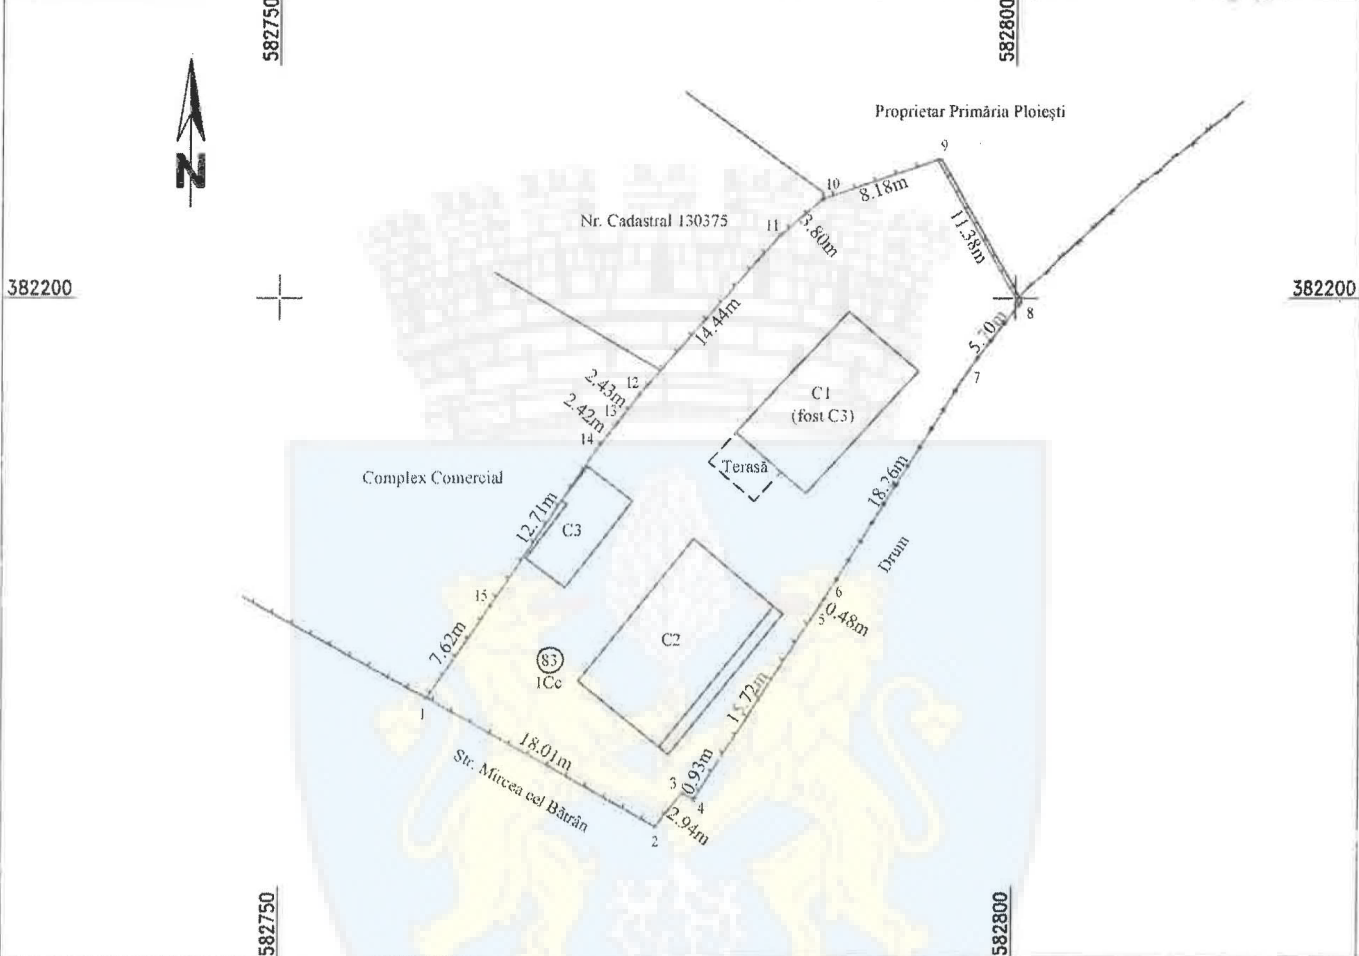 582750
582800
Proprietar Primăria Ploiești
9
10
8.18m
N
Nr. Cadastral 130375
11
3.80m
11.38m
382200
382200
8
14.44m
5.70m
7
12
2.43m
13
2.42m
14
C1
(fost C3)
Terasă
Complex Comercial
18.26m
12.71m
C3
Drum
6
5
0.48m
15
7.62m
C2
83
1Cc
15.72m
1
18.01m
Str. Mircea cel Bătrân
3
0.93m
4
2.94m
2
582750
582800